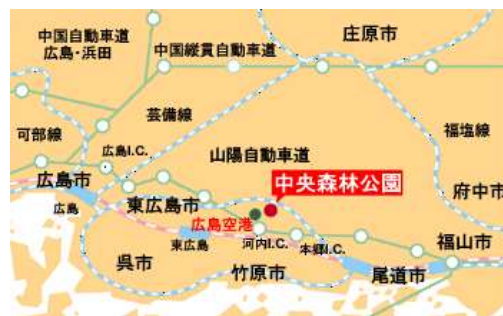 中国自動車道
広島・浜田
中国縦貫自動車道
庄原市
芸備線
可部線
広島I.C.
山陽自動車道
福塩線
中央森林公園
広島市
広島
東広島市
府中市
広島空港
東広島
河内I.C.
本郷I.C.
福山市
呉市
竹原市
尾道市